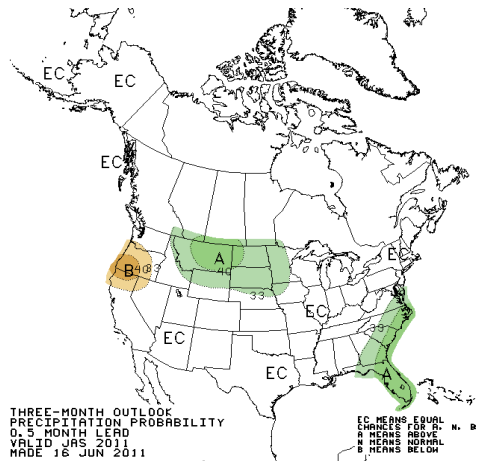 EC
EC
EC
A
40
B 40 33
33
EC
EC
33
EC
EC
A
THREE-MONTH OUTLOOK
PRECIPITATION PROBABILITY
0.5 MONTH LEAD
VALID JAS 2011
MADE 16 JUN 2011
EC MEANS EQUAL
CHANCES FOR A, N, B
A MEANS ABOVE
N MEANS NORMAL
B MEANS BELOW